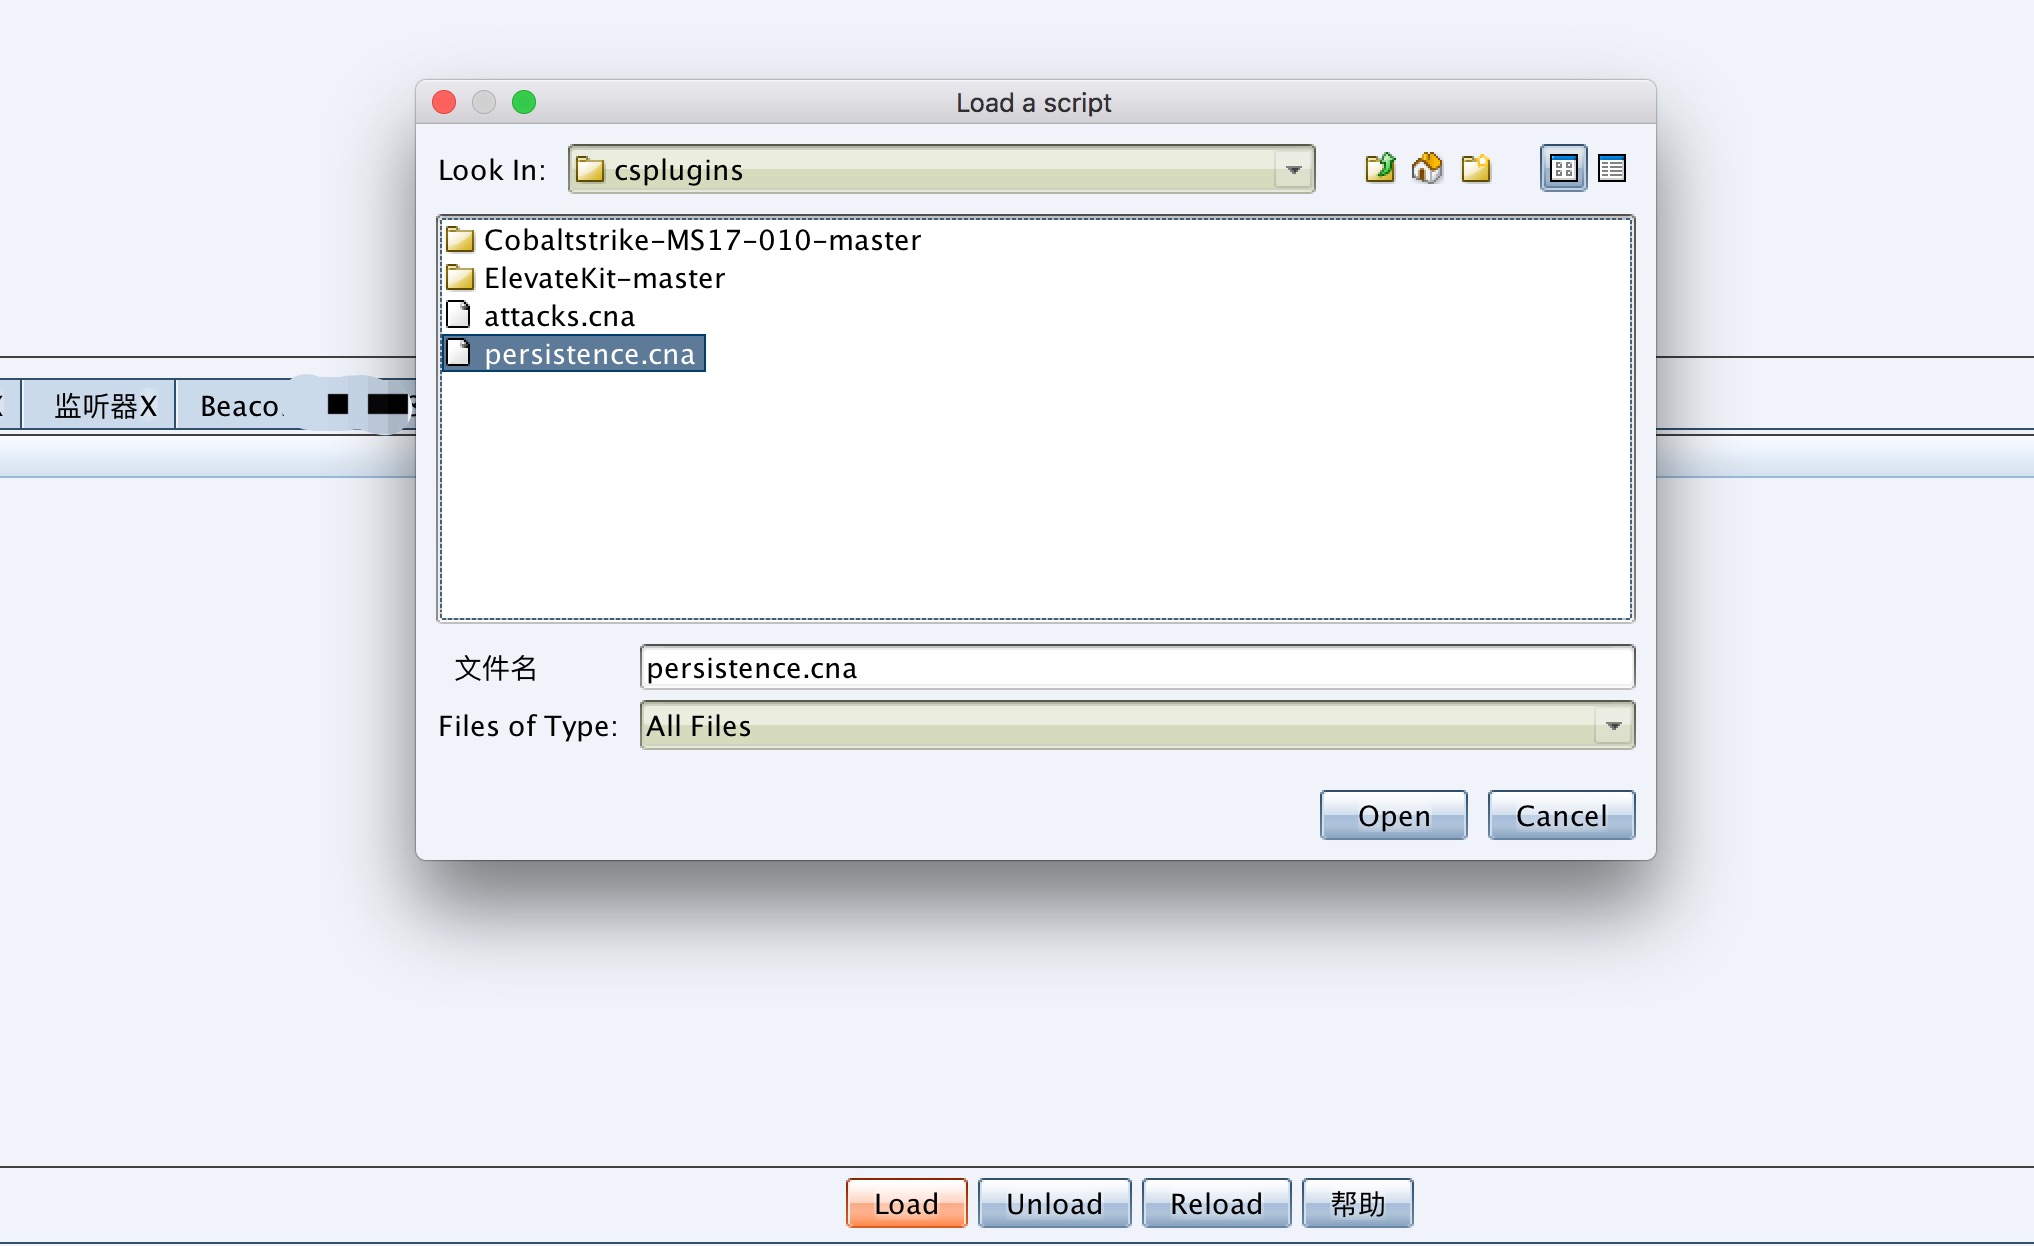 Load a script
Look In: csplugins
Cobaltstrike-MS17-010-master
ElevateKit-master
attacks.cna
persistence.cna
监听器X
Beaco
文件名 persistence.cna
Files of Type: All Files
Open Cancel
Load Unload Reload 帮助